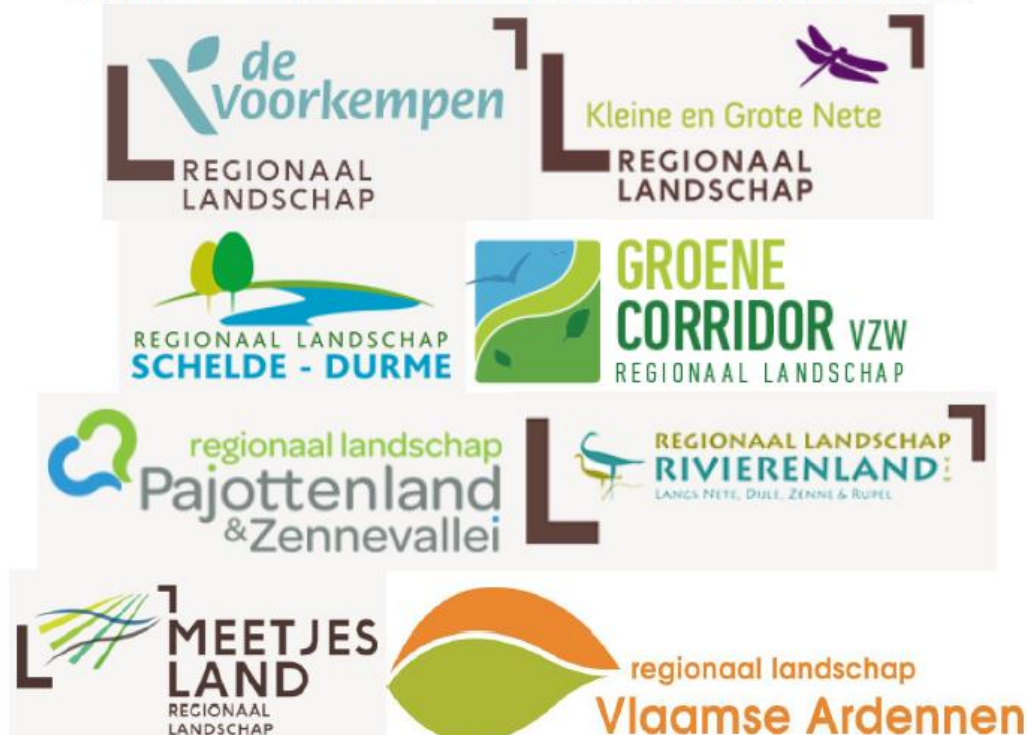 de
Voorkempen
REGIONAAL
LANDSCHAP
Kleine en Grote Nete
REGIONAAL
LANDSCHAP
REGIONAAL LANDSCHAP
SCHELDE - DURME
GROENE
CORRIDOR VZW
REGIONAAL LANDSCHAP
regionaal landschap
Pajottenland
&Zennevallei
REGIONAAL LANDSCHAP
RIVIERENLAND
LANGS NETE, DIJLE, ZENNE & RUPEL
MEETJES
LAND
REGIONAAL
LANDSCHAP
regionaal landschap
Vlaamse Ardennen